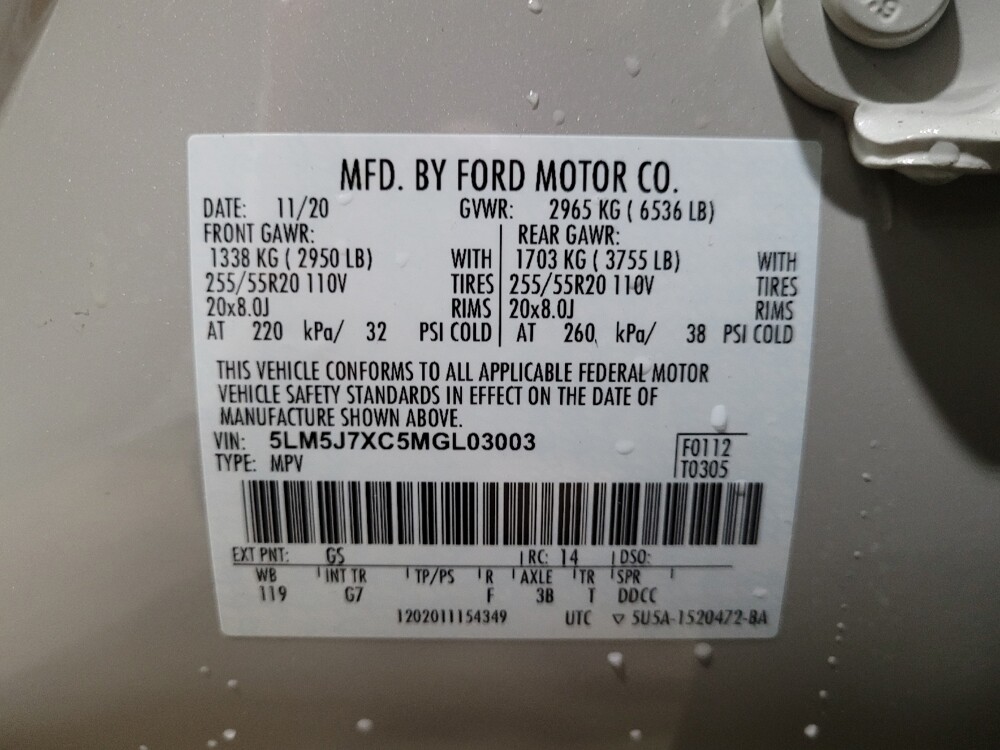 MFD. BY FORD MOTOR CO.
DATE: 11/20 GVWR: 2965 KG ( 6536 LB)
FRONT GAWR: REAR GAWR:
1338 KG ( 2950 LB) WITH 1703 KG ( 3755 LB) WITH
255/55R20 110V TIRES 255/55R20 110V TIRES
20x8.0J RIMS 20x8.0J RIMS
AT 220 kPa/ 32 PSI COLD AT 260 kPa/ 38 PSI COLD
THIS VEHICLE CONFORMS TO ALL APPLICABLE FEDERAL MOTOR
VEHICLE SAFETY STANDARDS IN EFFECT ON THE DATE OF
MANUFACTURE SHOWN ABOVE.
VIN: 5LM5J7XC5MGL03003 F0112
TYPE: MPV T0305
EXT PNT: GS RC: 14 DSO:
WB INT TR TP/PS R AXLE TR SPR
119 G7 F 3B T DDCC
1202011154349 UTC ▽ 5U5A-1520472-BA